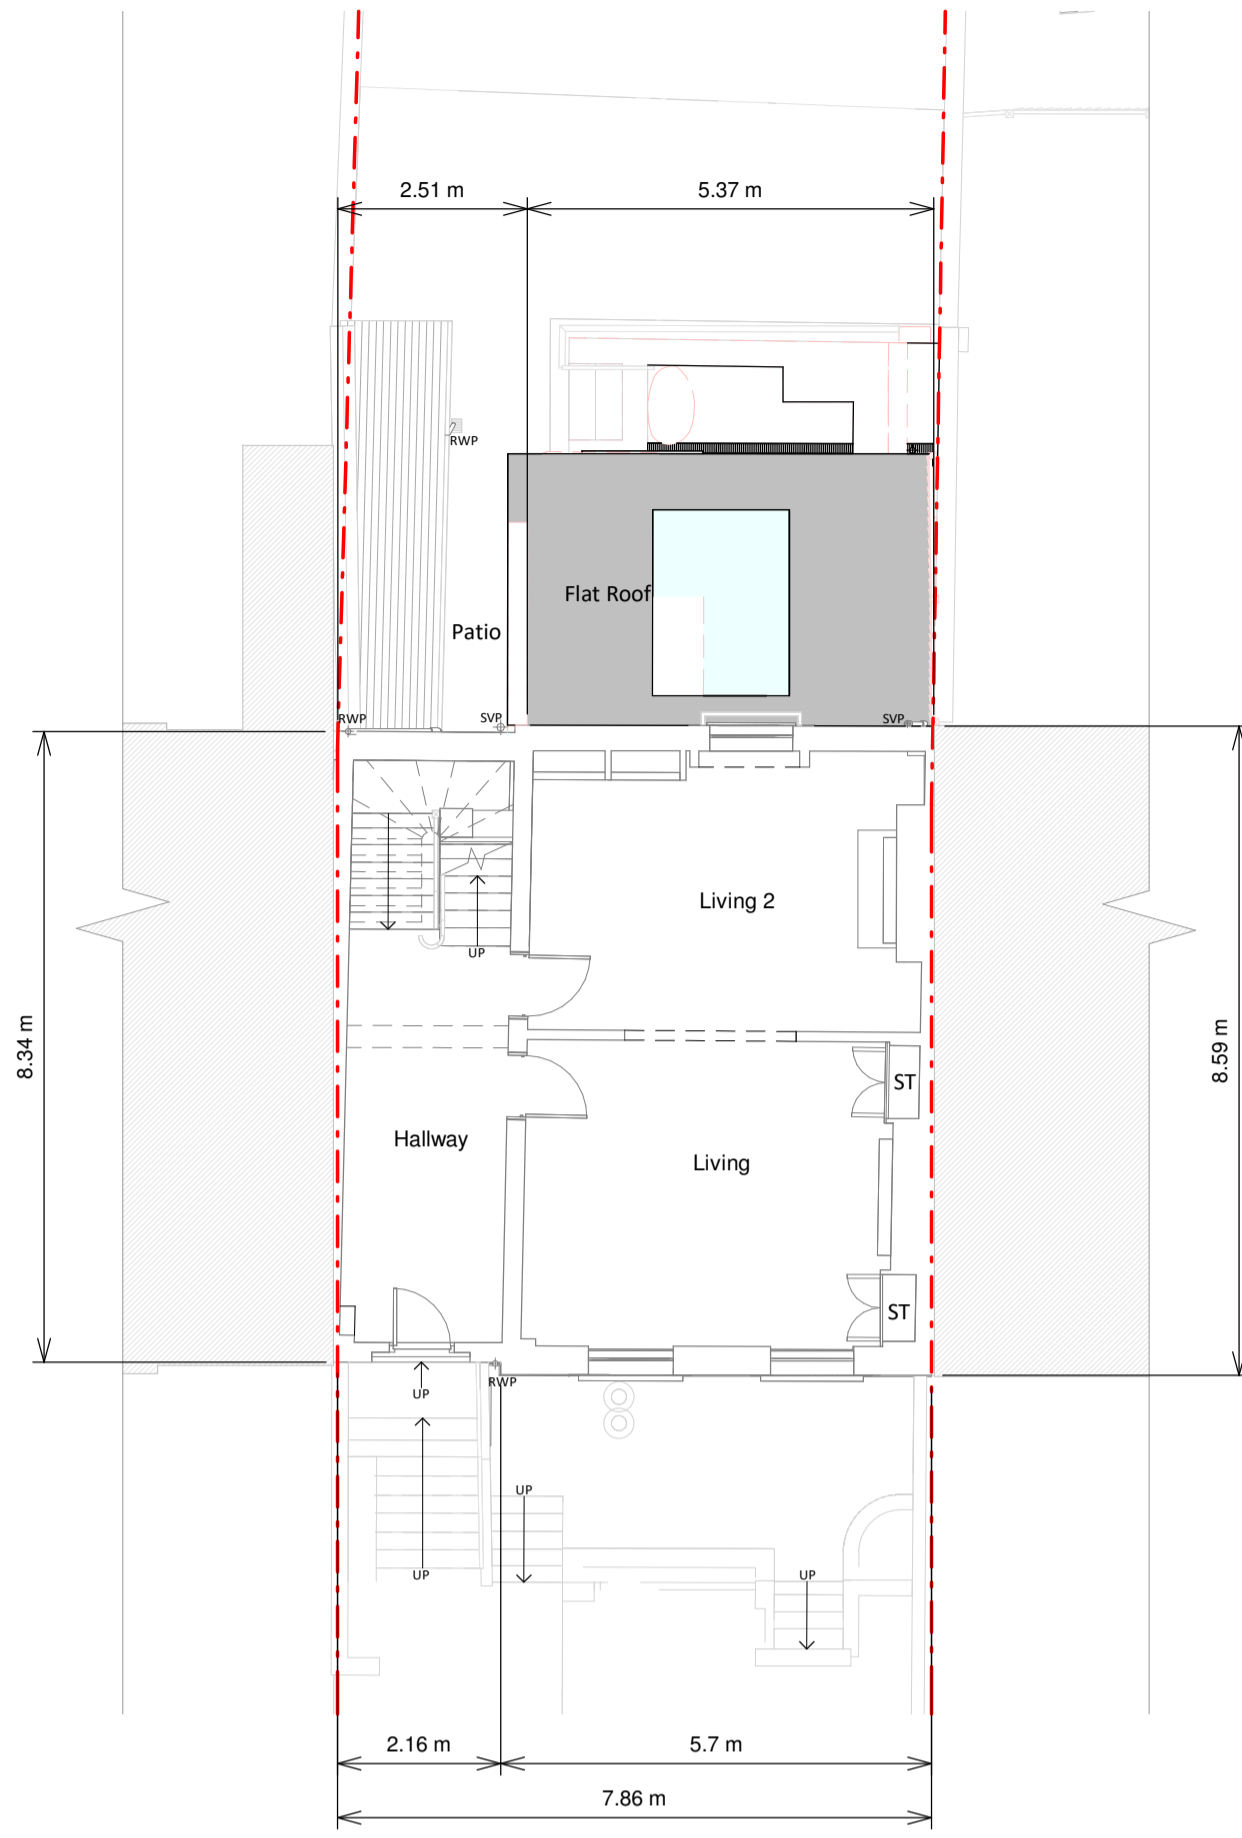 2.51 m
5.37 m
RWP
Flat Roof
Patio
RWP
SVP
SVP
Living 2
UP
8.34 m
8.59 m
ST
Hallway
Living
ST
UP
RWP
UP
UP
UP
2.16 m
5.7 m
7.86 m